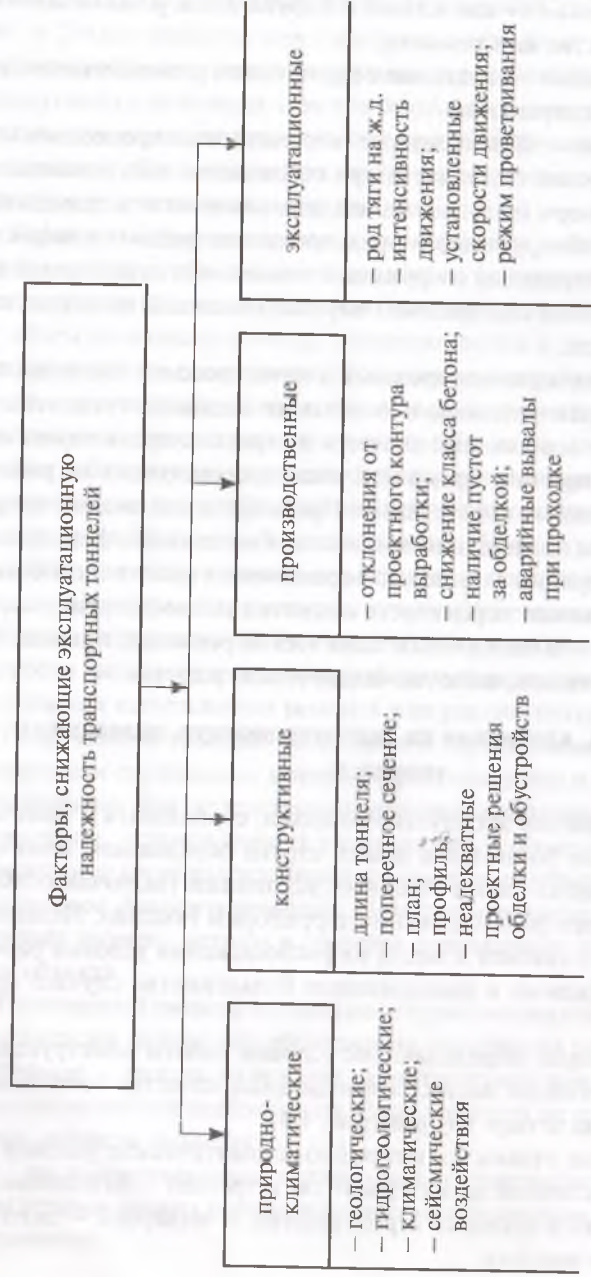 Факторы, снижающие эксплуатационную
надежность транспортных тоннелей
природно-
климатические
– геологические;
– гидрогеологические;
– климатические;
– сейсмические
воздействия
конструктивные
– длина тоннеля;
– поперечное сечение;
– план;
– профиль;
– неадекватные
проектные решения
обделки и обустройств
производственные
– отклонения от
проектного контура
выработки;
– снижение класса бетона;
– наличие пустот
за обделкой;
– аварийные вывалы
при проходке
эксплуатационные
– род тяги на ж.д.
– интенсивность
движения;
– установленные
скорости движения;
– режим проветривания